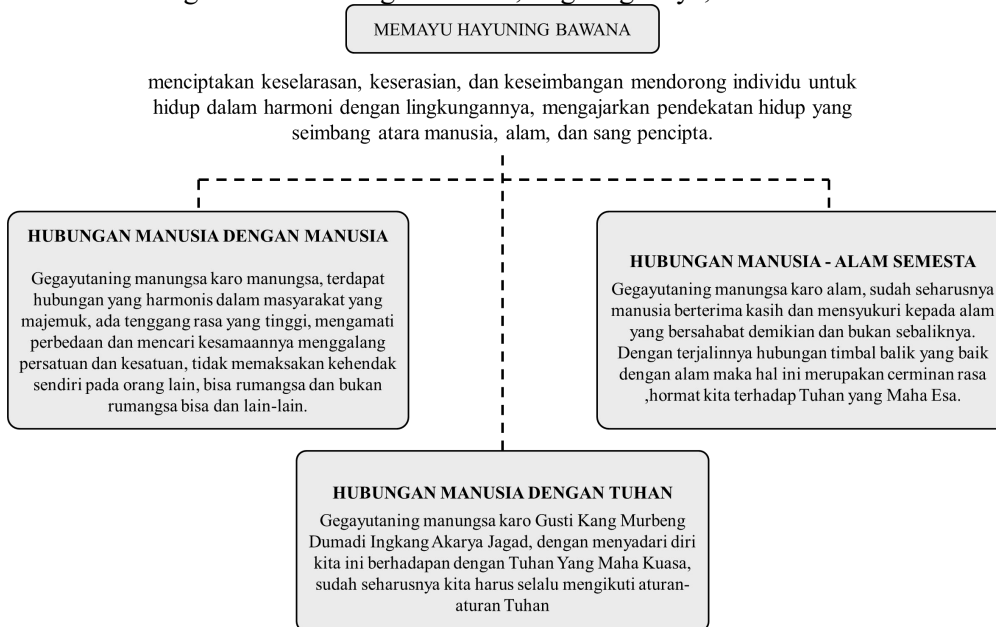 MEMAYU HAYUNING BAWANA
menciptakan keselarasan, keserasian, dan keseimbangan mendorong individu untuk
hidup dalam harmoni dengan lingkungannya, mengajarkan pendekatan hidup yang
seimbang atara manusia, alam, dan sang pencipta.
HUBUNGAN MANUSIA DENGAN MANUSIA
Gegayutaning manungsa karo manungsa, terdapat
hubungan yang harmonis dalam masyarakat yang
majemuk, ada tenggang rasa yang tinggi, mengamati
perbedaan dan mencari kesamaannya menggalang
persatuan dan kesatuan, tidak memaksakan kehendak
sendiri pada orang lain, bisa rumangsa dan bukan
rumangsa bisa dan lain-lain.
HUBUNGAN MANUSIA - ALAM SEMESTA
Gegayutaning manungsa karo alam, sudah seharusnya
manusia berterima kasih dan mensyukuri kepada alam
yang bersahabat demikian dan bukan sebaliknya.
Dengan terjalinnya hubungan timbal balik yang baik
dengan alam maka hal ini merupakan cerminan rasa
,hormat kita terhadap Tuhan yang Maha Esa.
HUBUNGAN MANUSIA DENGAN TUHAN
Gegayutaning manungsa karo Gusti Kang Murbeng
Dumadi Ingkang Akarya Jagad, dengan menyadari diri
kita ini berhadapan dengan Tuhan Yang Maha Kuasa,
sudah seharusnya kita harus selalu mengikuti aturan-
aturan Tuhan